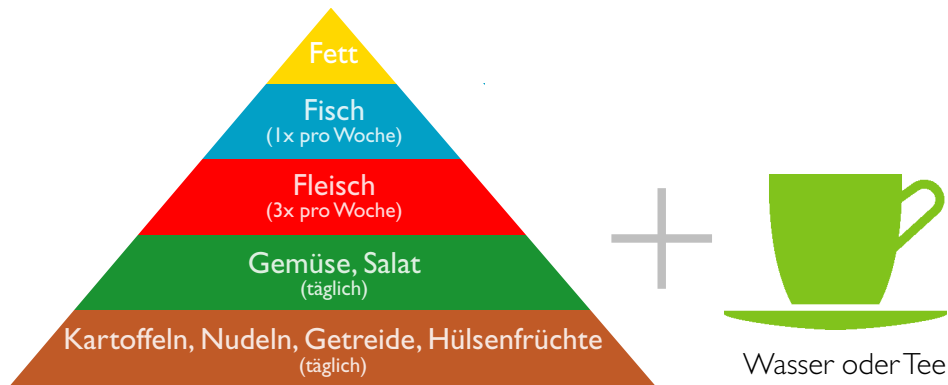 Fett
Fisch
(1x pro Woche)
Fleisch
(3x pro Woche)
Gemüse, Salat
(täglich)
Kartoffeln, Nudeln, Getreide, Hülsenfrüchte
(täglich)
Wasser oder Tee